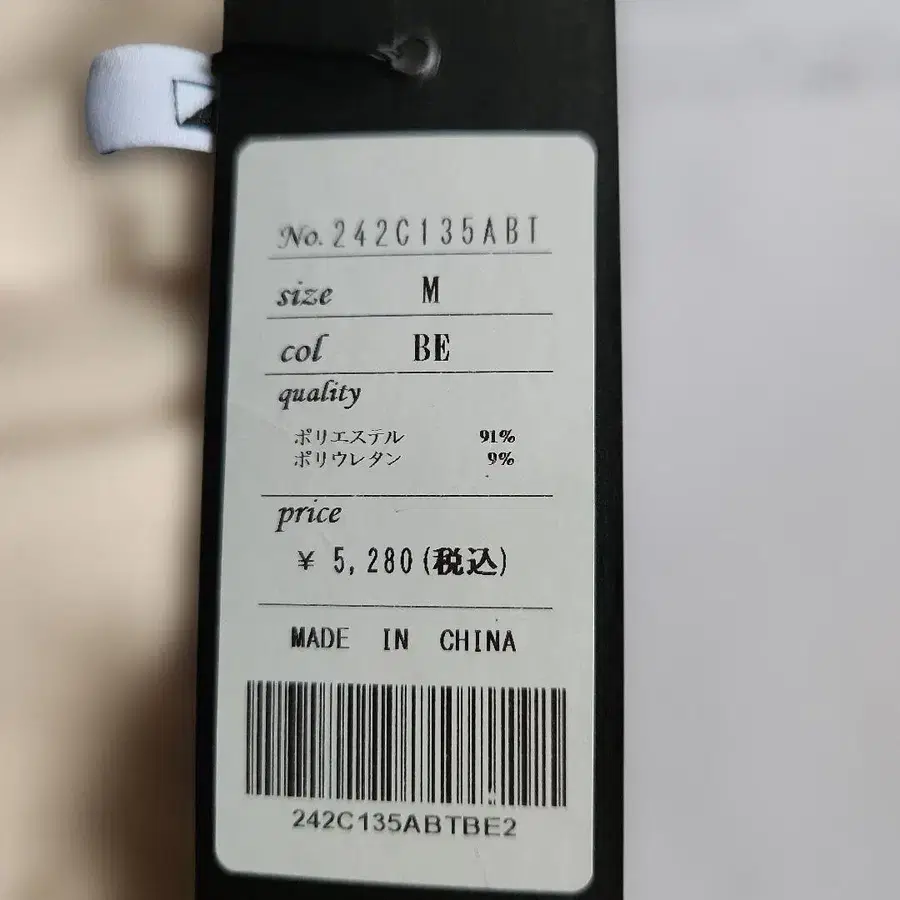 No. 242C135ABT
size M
col BE
quality
ポリエステル 91%
ポリウレタン 9%
price
¥ 5,280(税込)
MADE IN CHINA
242C135ABTBE2